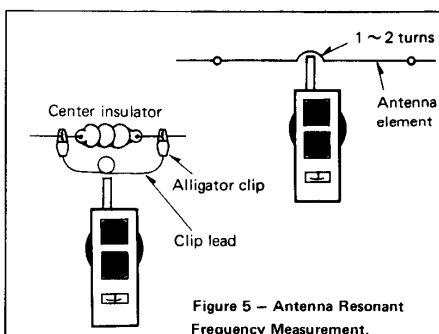 1 ~ 2 turns
Center insulator
Antenna
element
Alligator clip
Clip lead
Figure 5 – Antenna Resonant
Frequency Measurement.